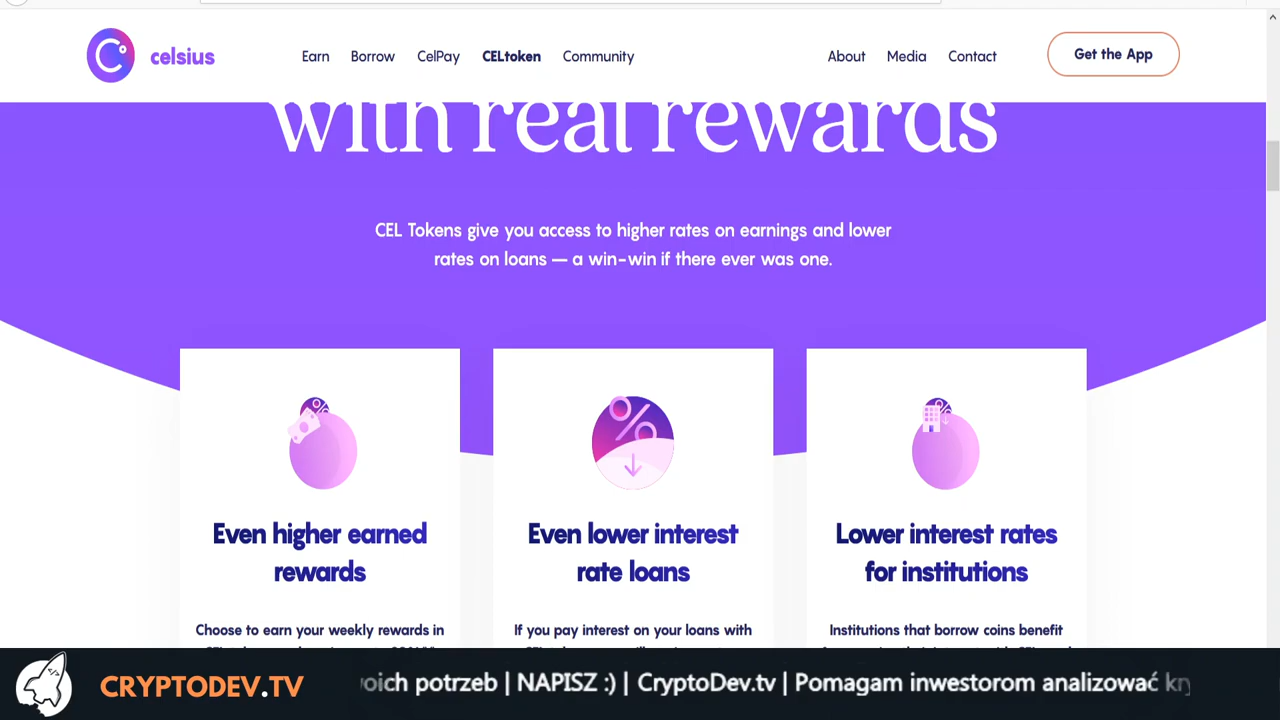 celsius
Earn Borrow CelPay CELtoken Community About Media Contact Get the App
with real rewards
CEL Tokens give you access to higher rates on earnings and lower
rates on loans — a win-win if there ever was one.
Even higher earned
rewards
Even lower interest
rate loans
Lower interest rates
for institutions
Choose to earn your weekly rewards in
If you pay interest on your loans with
Institutions that borrow coins benefit
CRYPTODEV.TV
potrzeb | NAPISZ :) | CryptoDev.tv | Pomagam inwestorom analizować